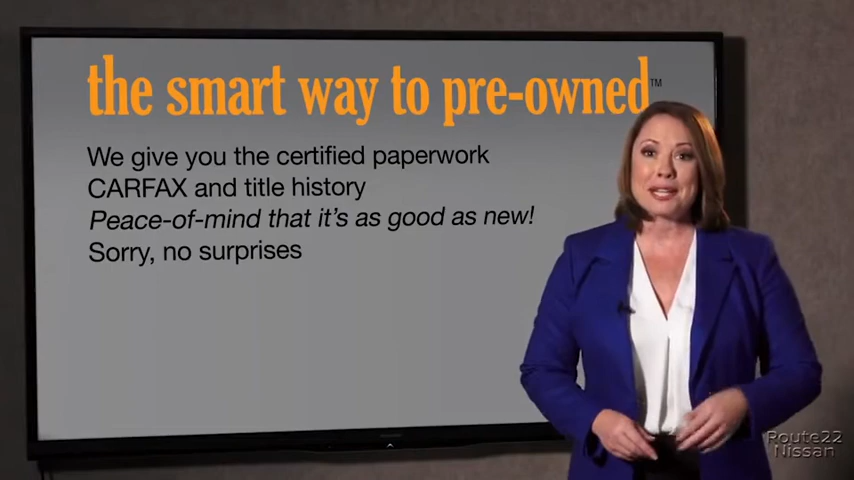 the smart way to pre-owned™
We give you the certified paperwork
CARFAX and title history
Peace-of-mind that it's as good as new!
Sorry, no surprises
Route22
Nissan